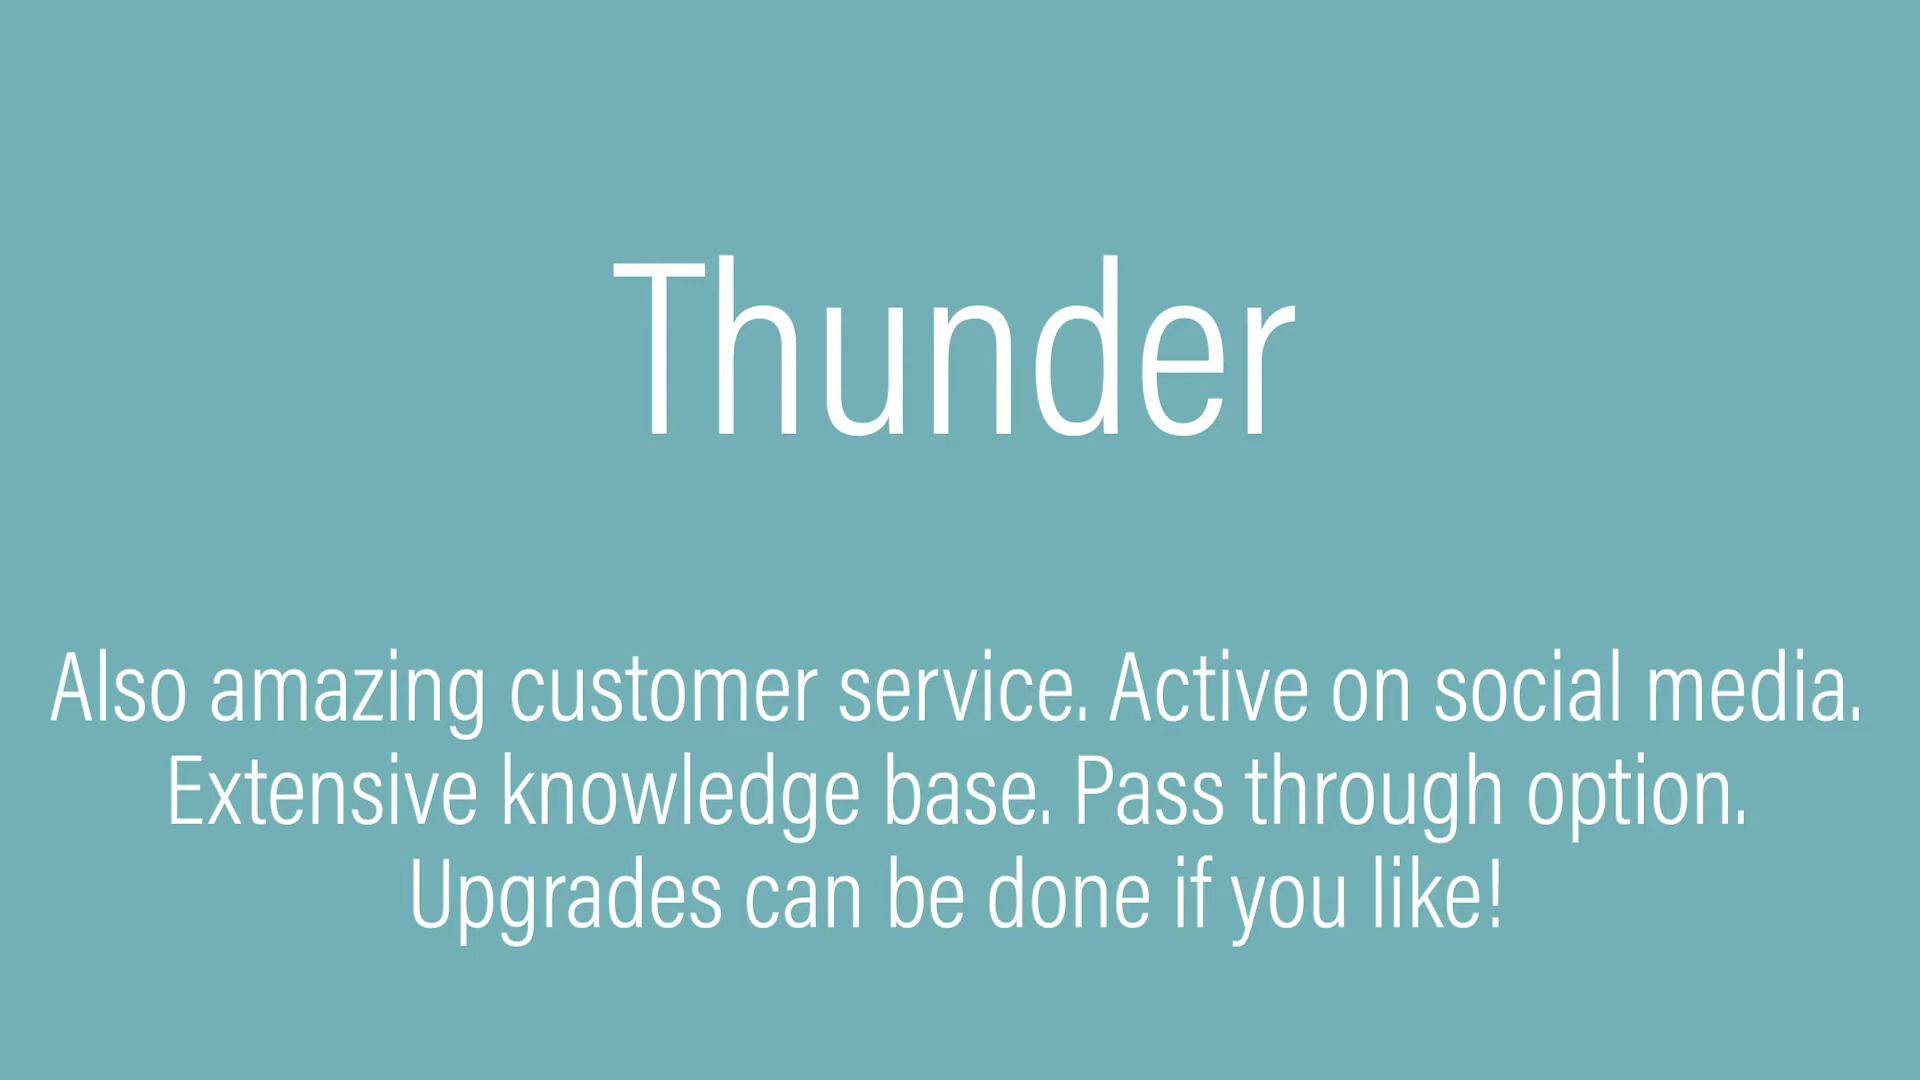 Thunder
Also amazing customer service. Active on social media.
Extensive knowledge base. Pass through option.
Upgrades can be done if you like!